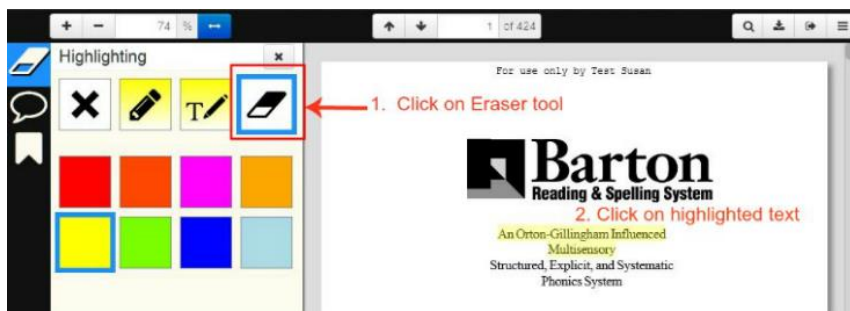 74 %
1 of 424
Highlighting
For use only by Test Susan
T
1. Click on Eraser tool
Barton
Reading & Spelling System
2. Click on highlighted text
An Orton-Gillingham Influenced
Multisensory
Structured, Explicit, and Systematic
Phonics System